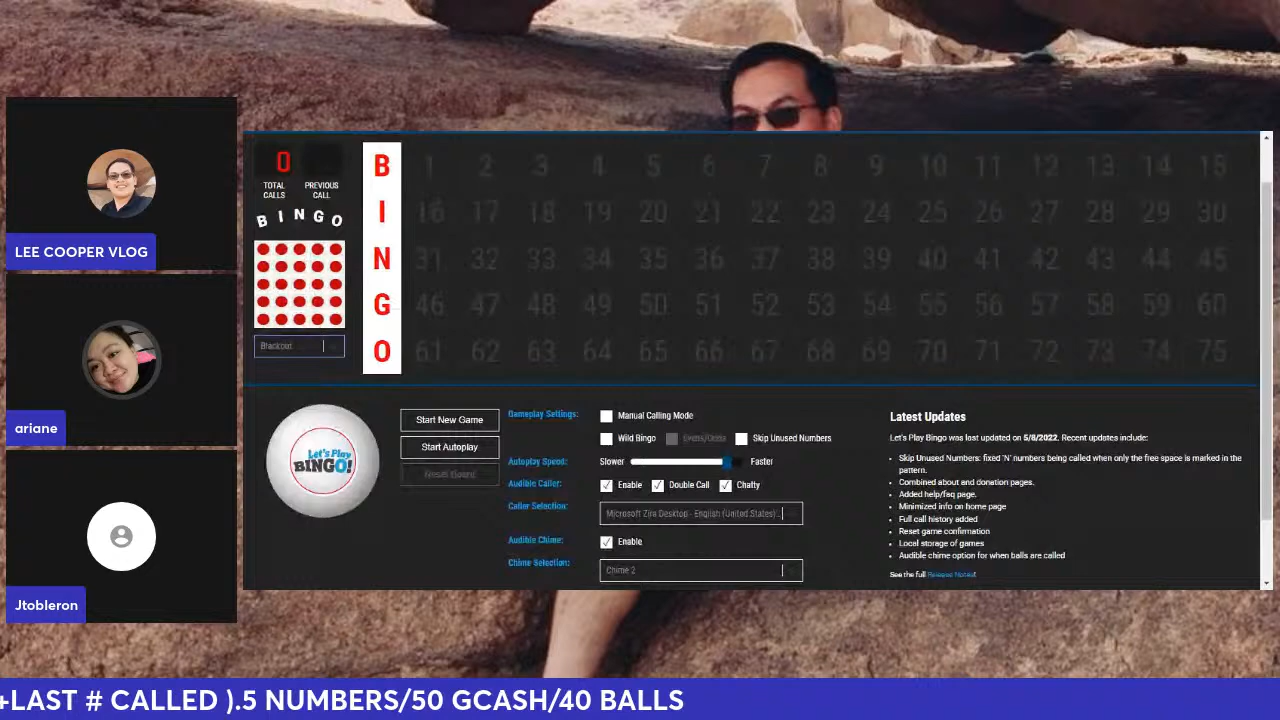 LEE COOPER VLOG
ariane
Jtobleron
0
TOTAL CALLS
PREVIOUS CALL
BINGO
Blackout
B 1 2 3 4 5 6 7 8 9 10 11 12 13 14 15
I 16 17 18 19 20 21 22 23 24 25 26 27 28 29 30
N 31 32 33 34 35 36 37 38 39 40 41 42 43 44 45
G 46 47 48 49 50 51 52 53 54 55 56 57 58 59 60
O 61 62 63 64 65 66 67 68 69 70 71 72 73 74 75
Let's Play
BINGO!
Start New Game
Start Autoplay
Reset Board
Gameplay Settings:
Manual Calling Mode
Wild Bingo Evens/Odds Skip Unused Numbers
Autoplay Speed: Slower Faster
Audible Caller: Enable Double Call Chatty
Caller Selection: Microsoft Zira Desktop - English (United States)...
Audible Chime: Enable
Chime Selection: Chime 2
Latest Updates
Let's Play Bingo was last updated on 5/8/2022. Recent updates include:
Skip Unused Numbers: fixed 'N' numbers being called when only the free space is marked in the
pattern.
Combined about and donation pages.
Added help/faq page.
Minimized info on home page
Full call history added
Reset game confirmation
Local storage of games
Audible chime option for when balls are called
See the full Release Notes!
+LAST # CALLED ).5 NUMBERS/50 GCASH/40 BALLS